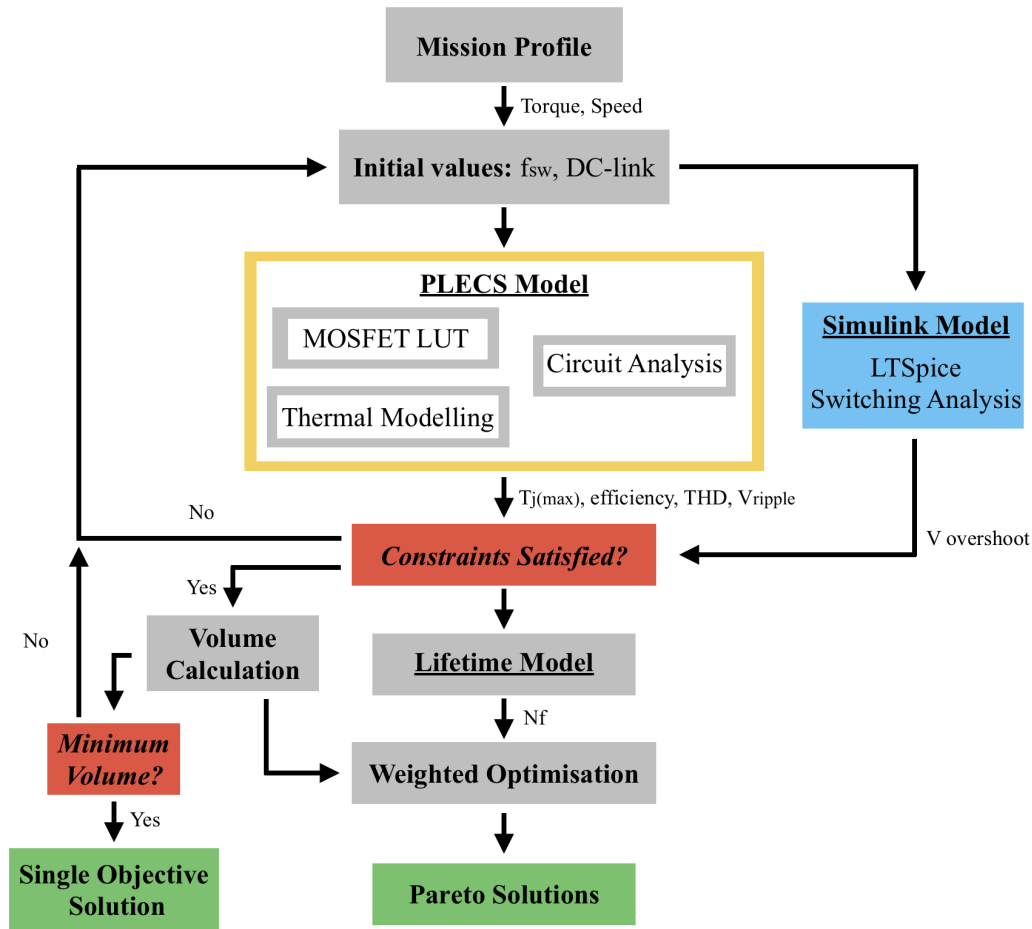 Mission Profile
Torque, Speed
Initial values: fsw, DC-link
PLECS Model
MOSFET LUT
Circuit Analysis
Thermal Modelling
Simulink Model
LTSpice
Switching Analysis
Tj(max), efficiency, THD, Vripple
No
V overshoot
Constraints Satisfied?
Yes
Volume
Calculation
No
Lifetime Model
Nf
Minimum
Volume?
Weighted Optimisation
Yes
Single Objective
Solution
Pareto Solutions